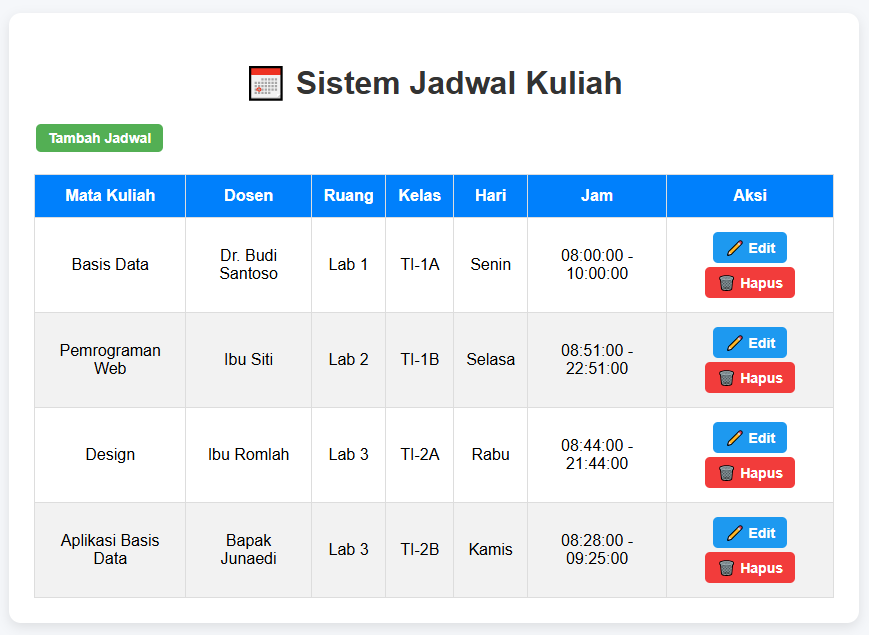 Sistem Jadwal Kuliah
Tambah Jadwal
Mata Kuliah Dosen Ruang Kelas Hari Jam Aksi
Basis Data Dr. Budi Santoso Lab 1 TI-1A Senin 08:00:00 - 10:00:00 Edit Hapus
Pemrograman Web Ibu Siti Lab 2 TI-1B Selasa 08:51:00 - 22:51:00 Edit Hapus
Design Ibu Romlah Lab 3 TI-2A Rabu 08:44:00 - 21:44:00 Edit Hapus
Aplikasi Basis Data Bapak Junaedi Lab 3 TI-2B Kamis 08:28:00 - 09:25:00 Edit Hapus